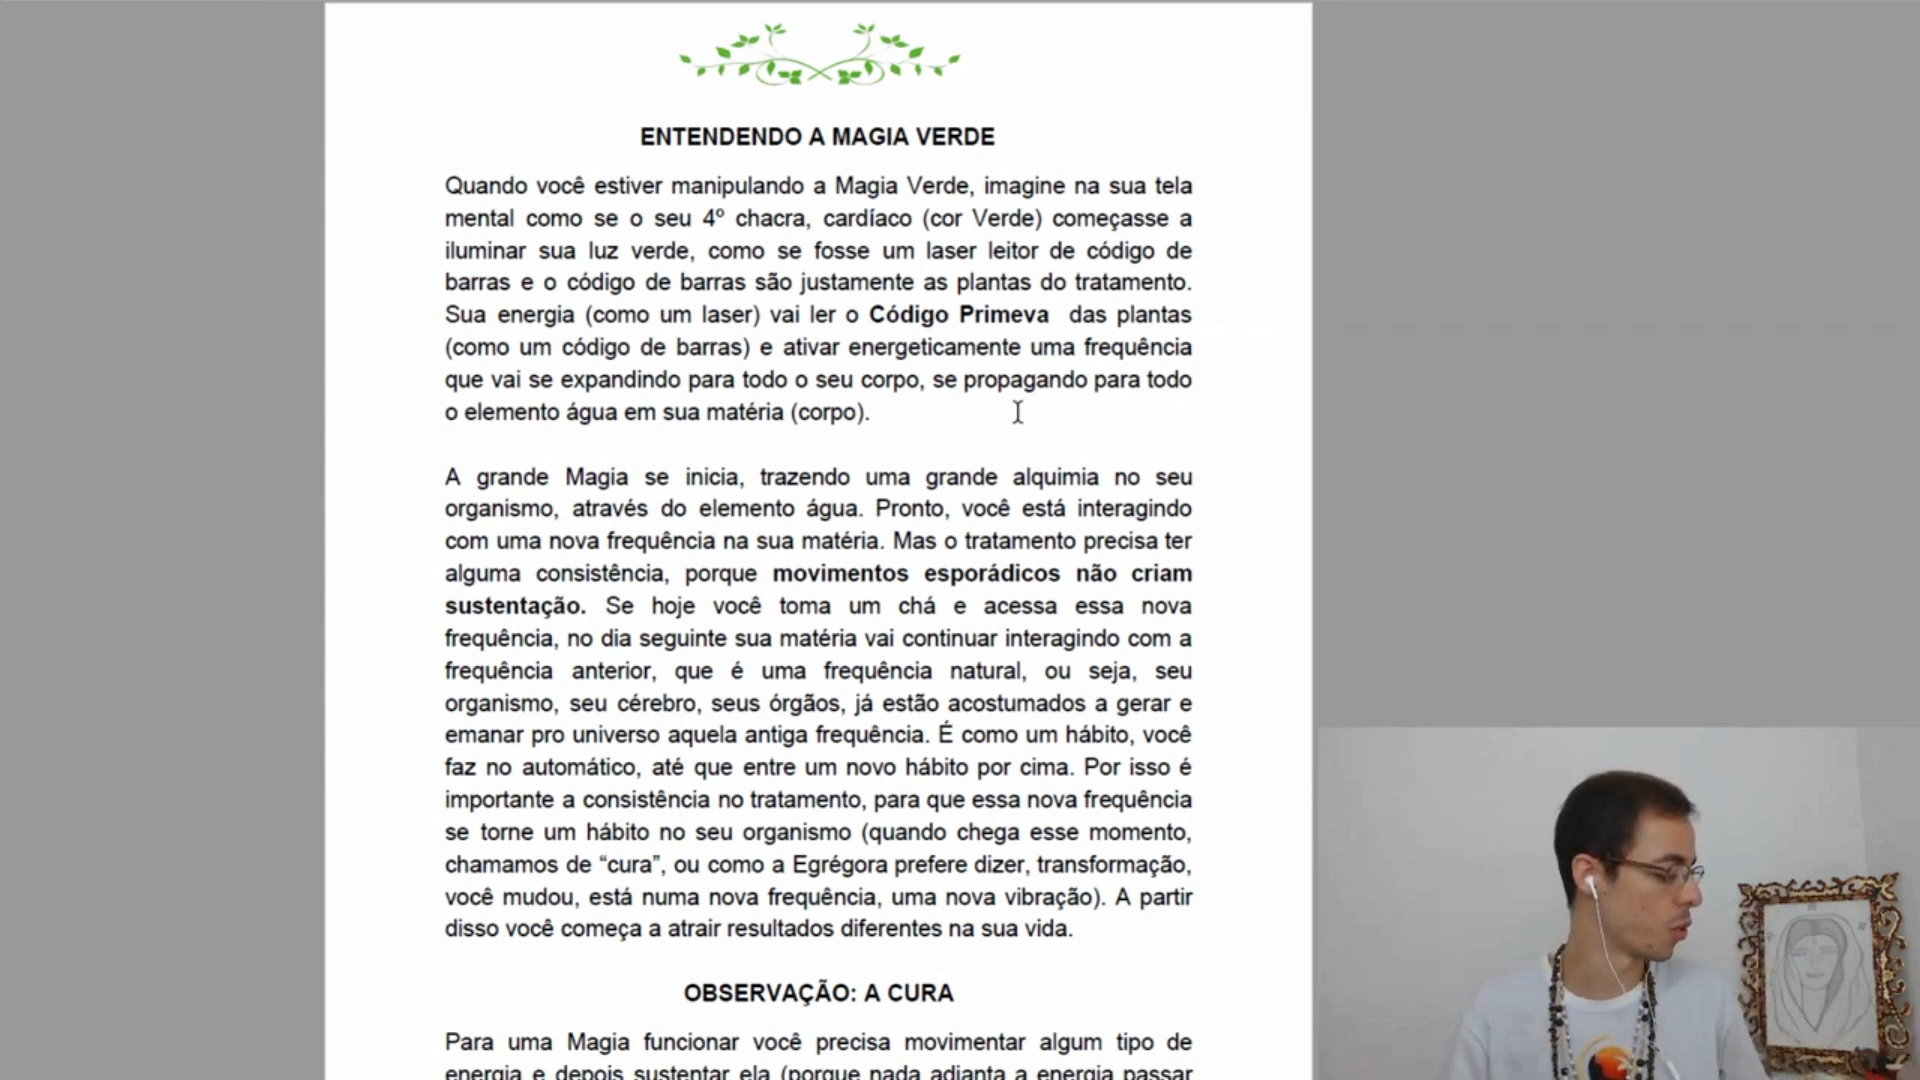 ENTENDENDO A MAGIA VERDE
Quando você estiver manipulando a Magia Verde, imagine na sua tela
mental como se o seu 4º chacra, cardíaco (cor Verde) começasse a
iluminar sua luz verde, como se fosse um laser leitor de código de
barras e o código de barras são justamente as plantas do tratamento.
Sua energia (como um laser) vai ler o Código Primeva das plantas
(como um código de barras) e ativar energeticamente uma frequência
que vai se expandindo para todo o seu corpo, se propagando para todo
o elemento água em sua matéria (corpo).
A grande Magia se inicia, trazendo uma grande alquimia no seu
organismo, através do elemento água. Pronto, você está interagindo
com uma nova frequência na sua matéria. Mas o tratamento precisa ter
alguma consistência, porque movimentos esporádicos não criam
sustentação. Se hoje você toma um chá e acessa essa nova
frequência, no dia seguinte sua matéria vai continuar interagindo com a
frequência anterior, que é uma frequência natural, ou seja, seu
organismo, seu cérebro, seus órgãos, já estão acostumados a gerar e
emanar pro universo aquela antiga frequência. É como um hábito, você
faz no automático, até que entre um novo hábito por cima. Por isso é
importante a consistência no tratamento, para que essa nova frequência
se torne um hábito no seu organismo (quando chega esse momento,
chamamos de “cura”, ou como a Egrégora prefere dizer, transformação,
você mudou, está numa nova frequência, uma nova vibração). A partir
disso você começa a atrair resultados diferentes na sua vida.
OBSERVAÇÃO: A CURA
Para uma Magia funcionar você precisa movimentar algum tipo de
energia e depois sustentar ela (porque nada adianta a energia passar